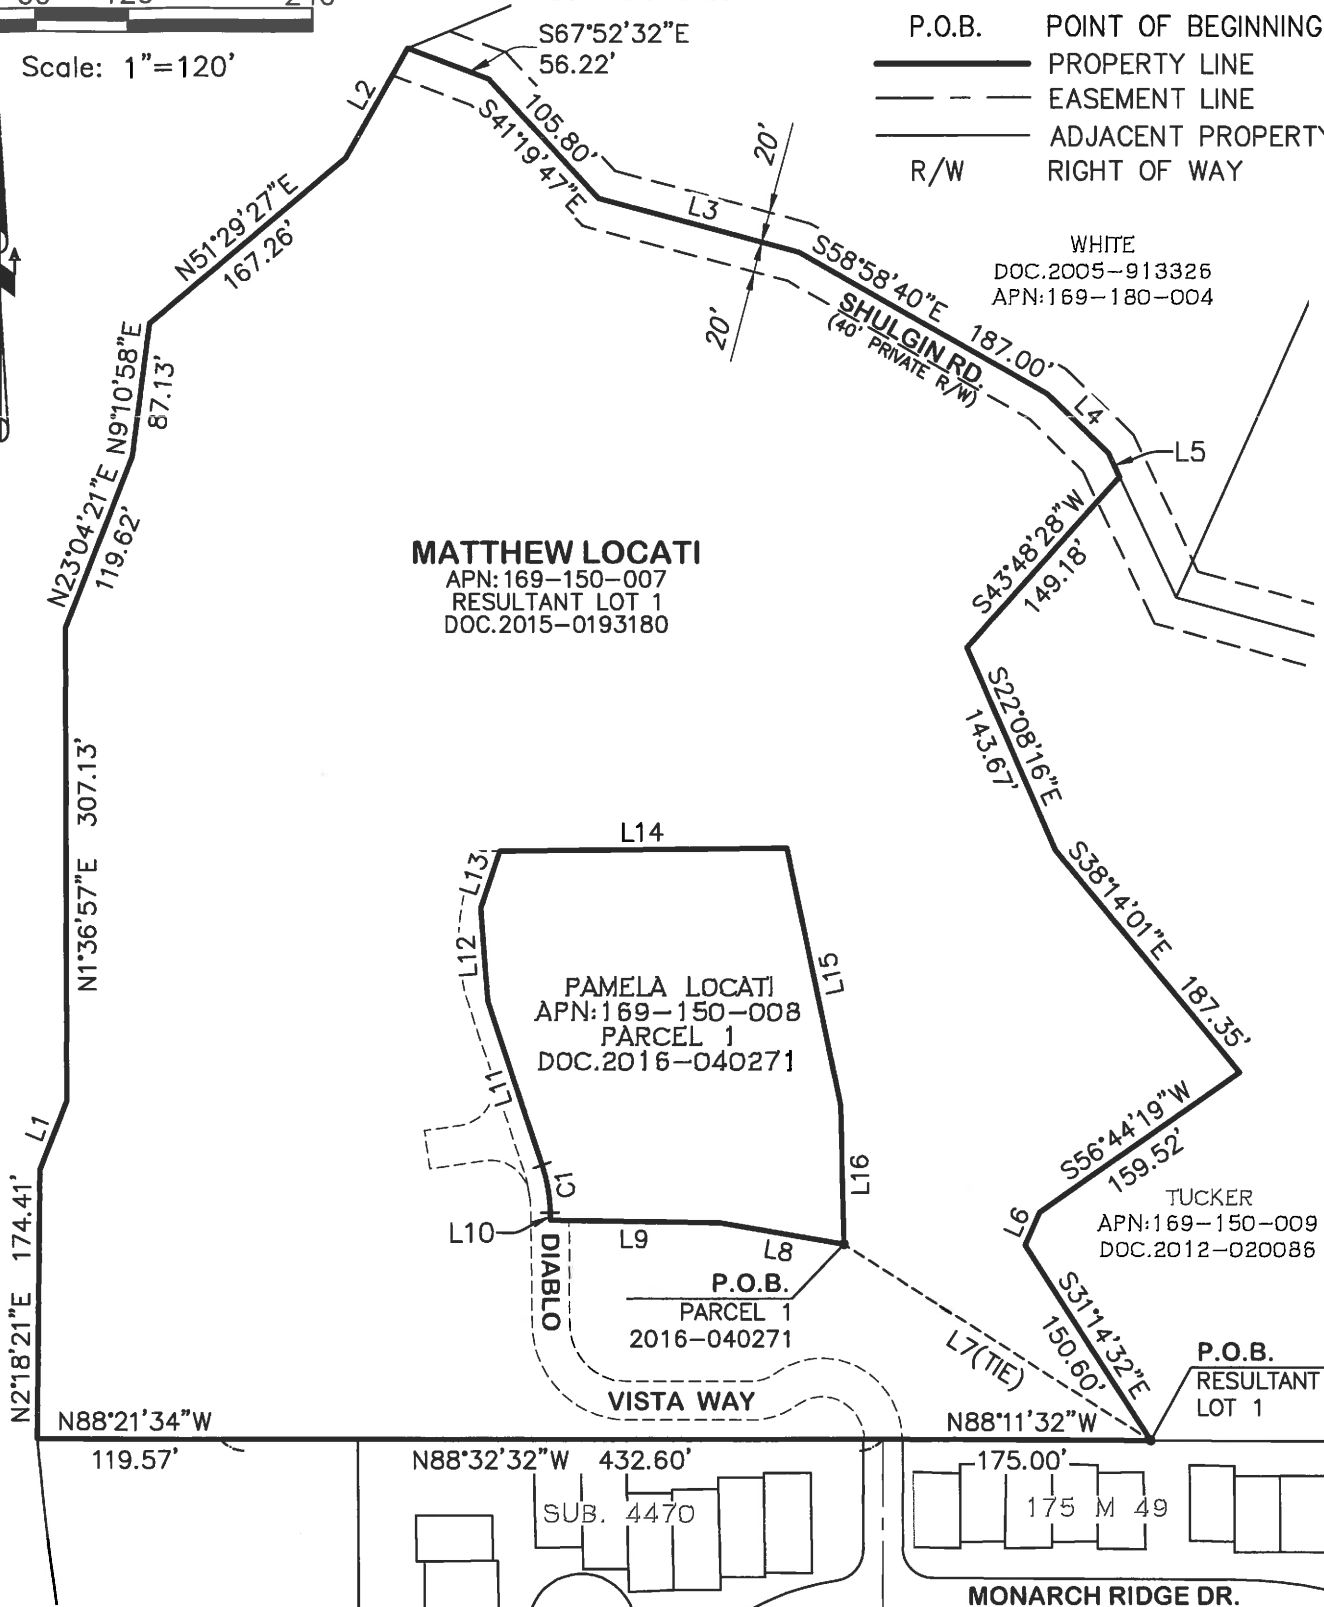 Scale: 1"=120'
P.O.B. POINT OF BEGINNING
PROPERTY LINE
EASEMENT LINE
ADJACENT PROPERTY
R/W RIGHT OF WAY
S67°52'32"E
56.22'
L2
105.80'
S41°19'47"E
20'
L3
20'
N51°29'27"E
167.26'
S58°58'40"E
187.00'
SHULGIN RD.
(40' PRIVATE R/W)
WHITE
DOC.2005-913326
APN:169-180-004
N9°10'58"E
87.13'
L4
L5
N23°04'21"E
119.62'
S43°48'28"W
149.18'
MATTHEW LOCATI
APN:169-150-007
RESULTANT LOT 1
DOC.2015-0193180
S22°08'16"E
143.67'
N1°36'57"E 307.13'
L14
L13
L12
L15
S38°14'01"E
187.35'
PAMELA LOCATI
APN:169-150-008
PARCEL 1
DOC.2016-040271
L11
L1
C1
L16
S56°44'19"W
159.52'
L10
L9
L8
L6
TUCKER
APN:169-150-009
DOC.2012-020086
N2°18'21"E 174.41'
DIABLO
P.O.B.
PARCEL 1
2016-040271
L7(TIE)
S31°14'32"E
150.60'
P.O.B.
RESULTANT
LOT 1
VISTA WAY
N88°21'34"W
119.57'
N88°32'32"W 432.60'
N88°11'32"W
175.00'
SUB. 4470
175 M 49
MONARCH RIDGE DR.